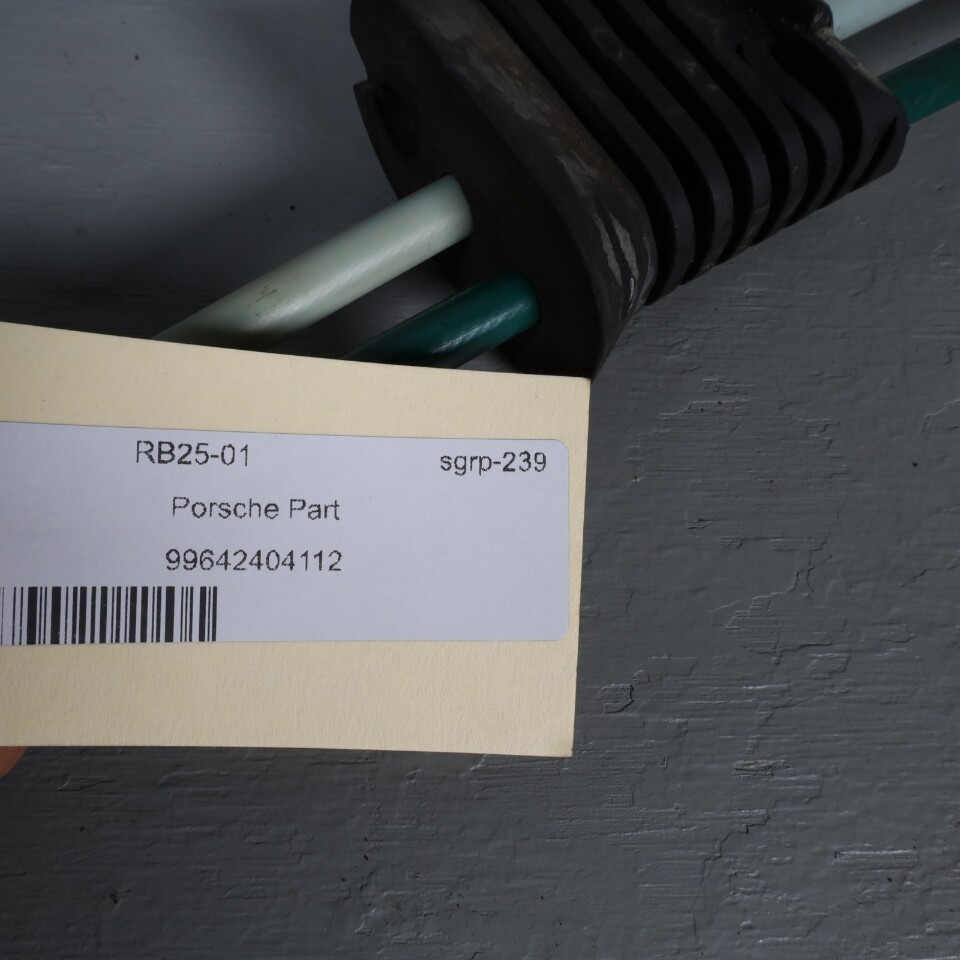 RB25-01 sgrp-239
Porsche Part
99642404112